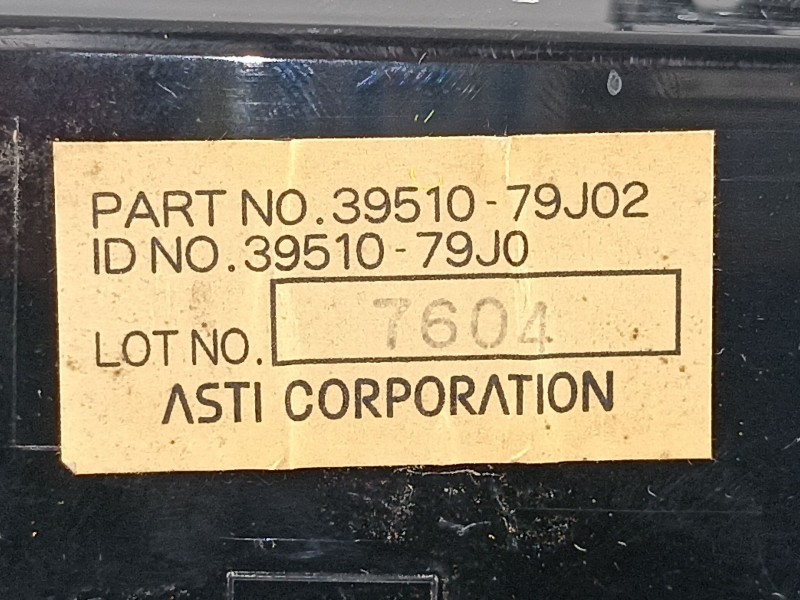 PART NO. 39510-79J02
ID NO. 39510-79J0
LOT NO. 7604
ASTI CORPORATION